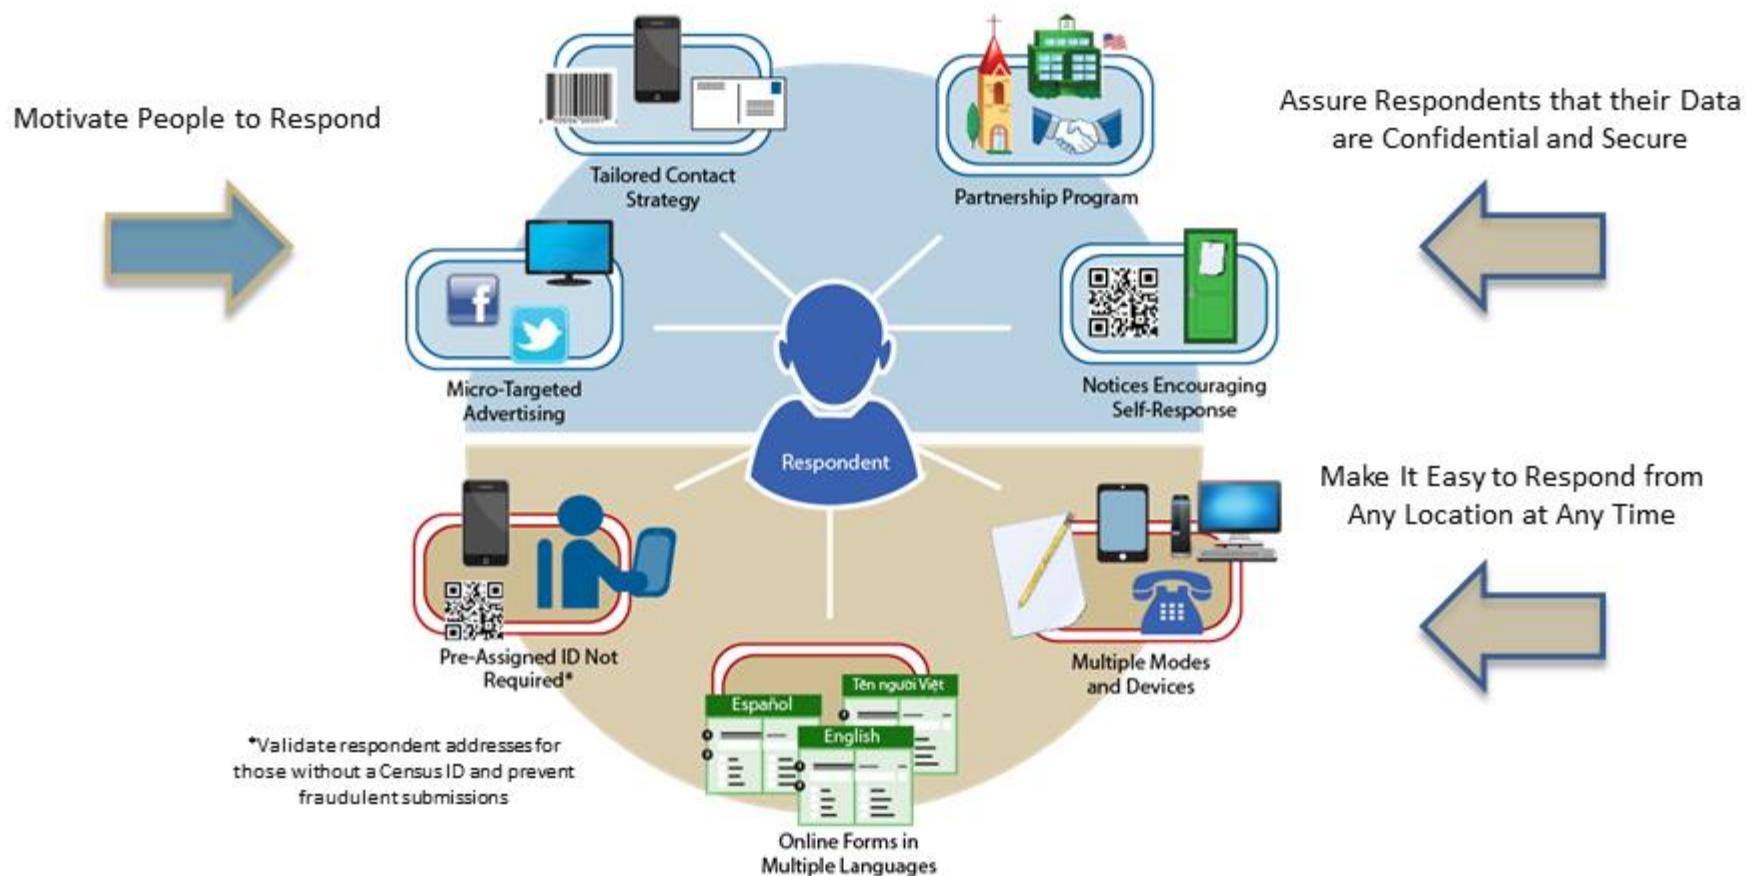 Motivate People to Respond
Assure Respondents that their Data
are Confidential and Secure
Tailored Contact
Strategy
Partnership Program
f
Micro-Targeted
Advertising
Notices Encouraging
Self-Response
Respondent
Make It Easy to Respond from
Any Location at Any Time
Pre-Assigned ID Not
Required*
Multiple Modes
and Devices
Tên người Việt
Español
English
*Validate respondent addresses for
those without a Census ID and prevent
fraudulent submissions
Online Forms in
Multiple Languages